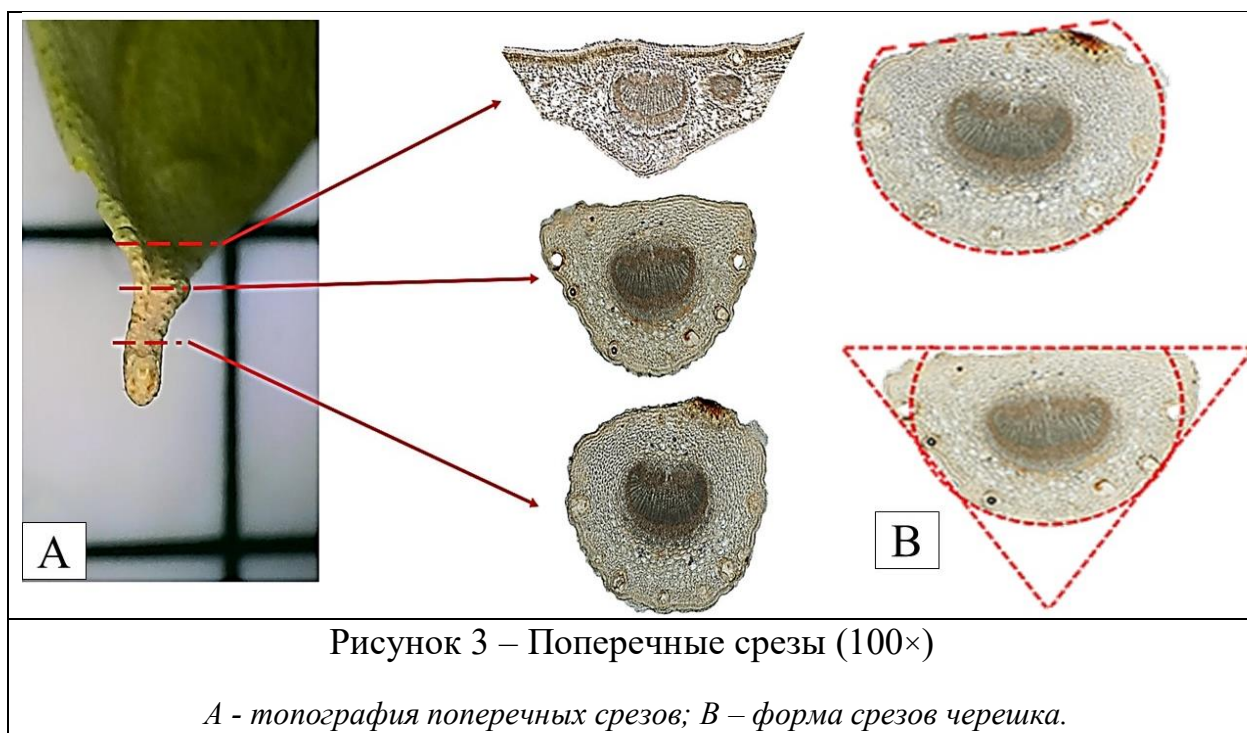 A
B
Рисунок 3 – Поперечные срезы (100×)
А - топография поперечных срезов; В – форма срезов черешка.